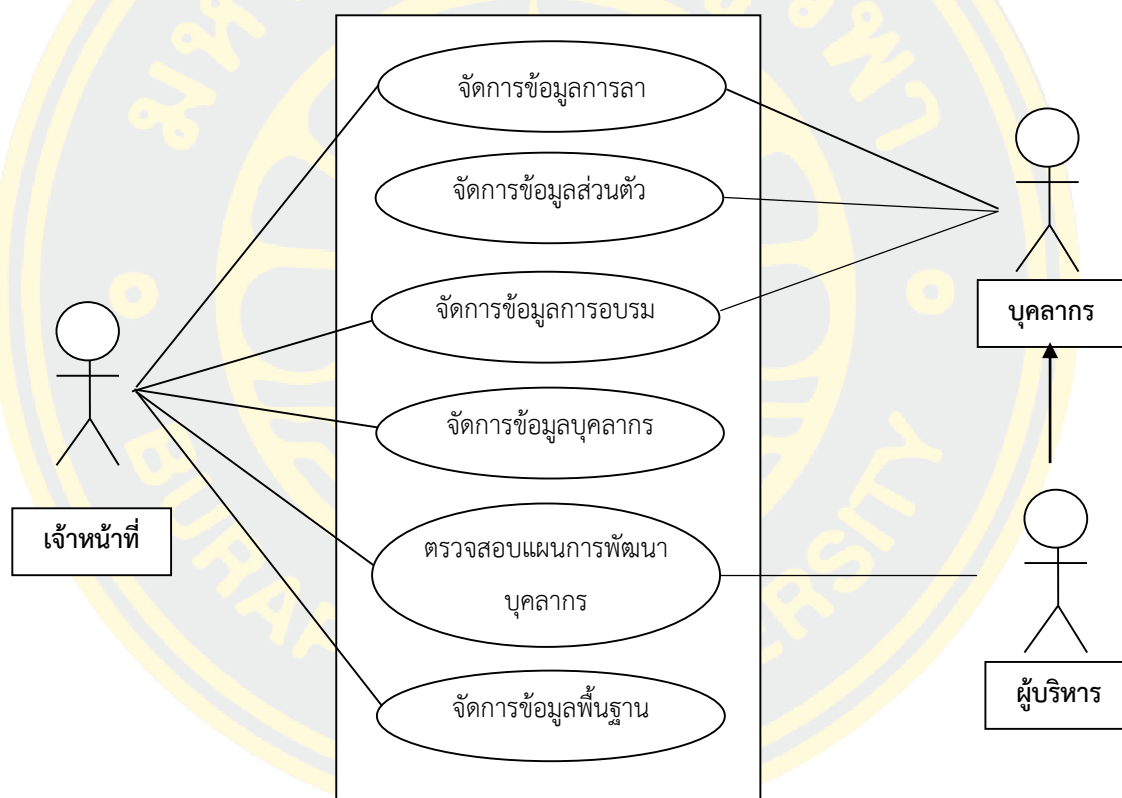 จัดการข้อมูลการลา
จัดการข้อมูลส่วนตัว
จัดการข้อมูลการอบรม
บุคลากร
จัดการข้อมูลบุคลากร
เจ้าหน้าที่
ตรวจสอบแผนการพัฒนา
บุคลากร
ผู้บริหาร
จัดการข้อมูลพื้นฐาน